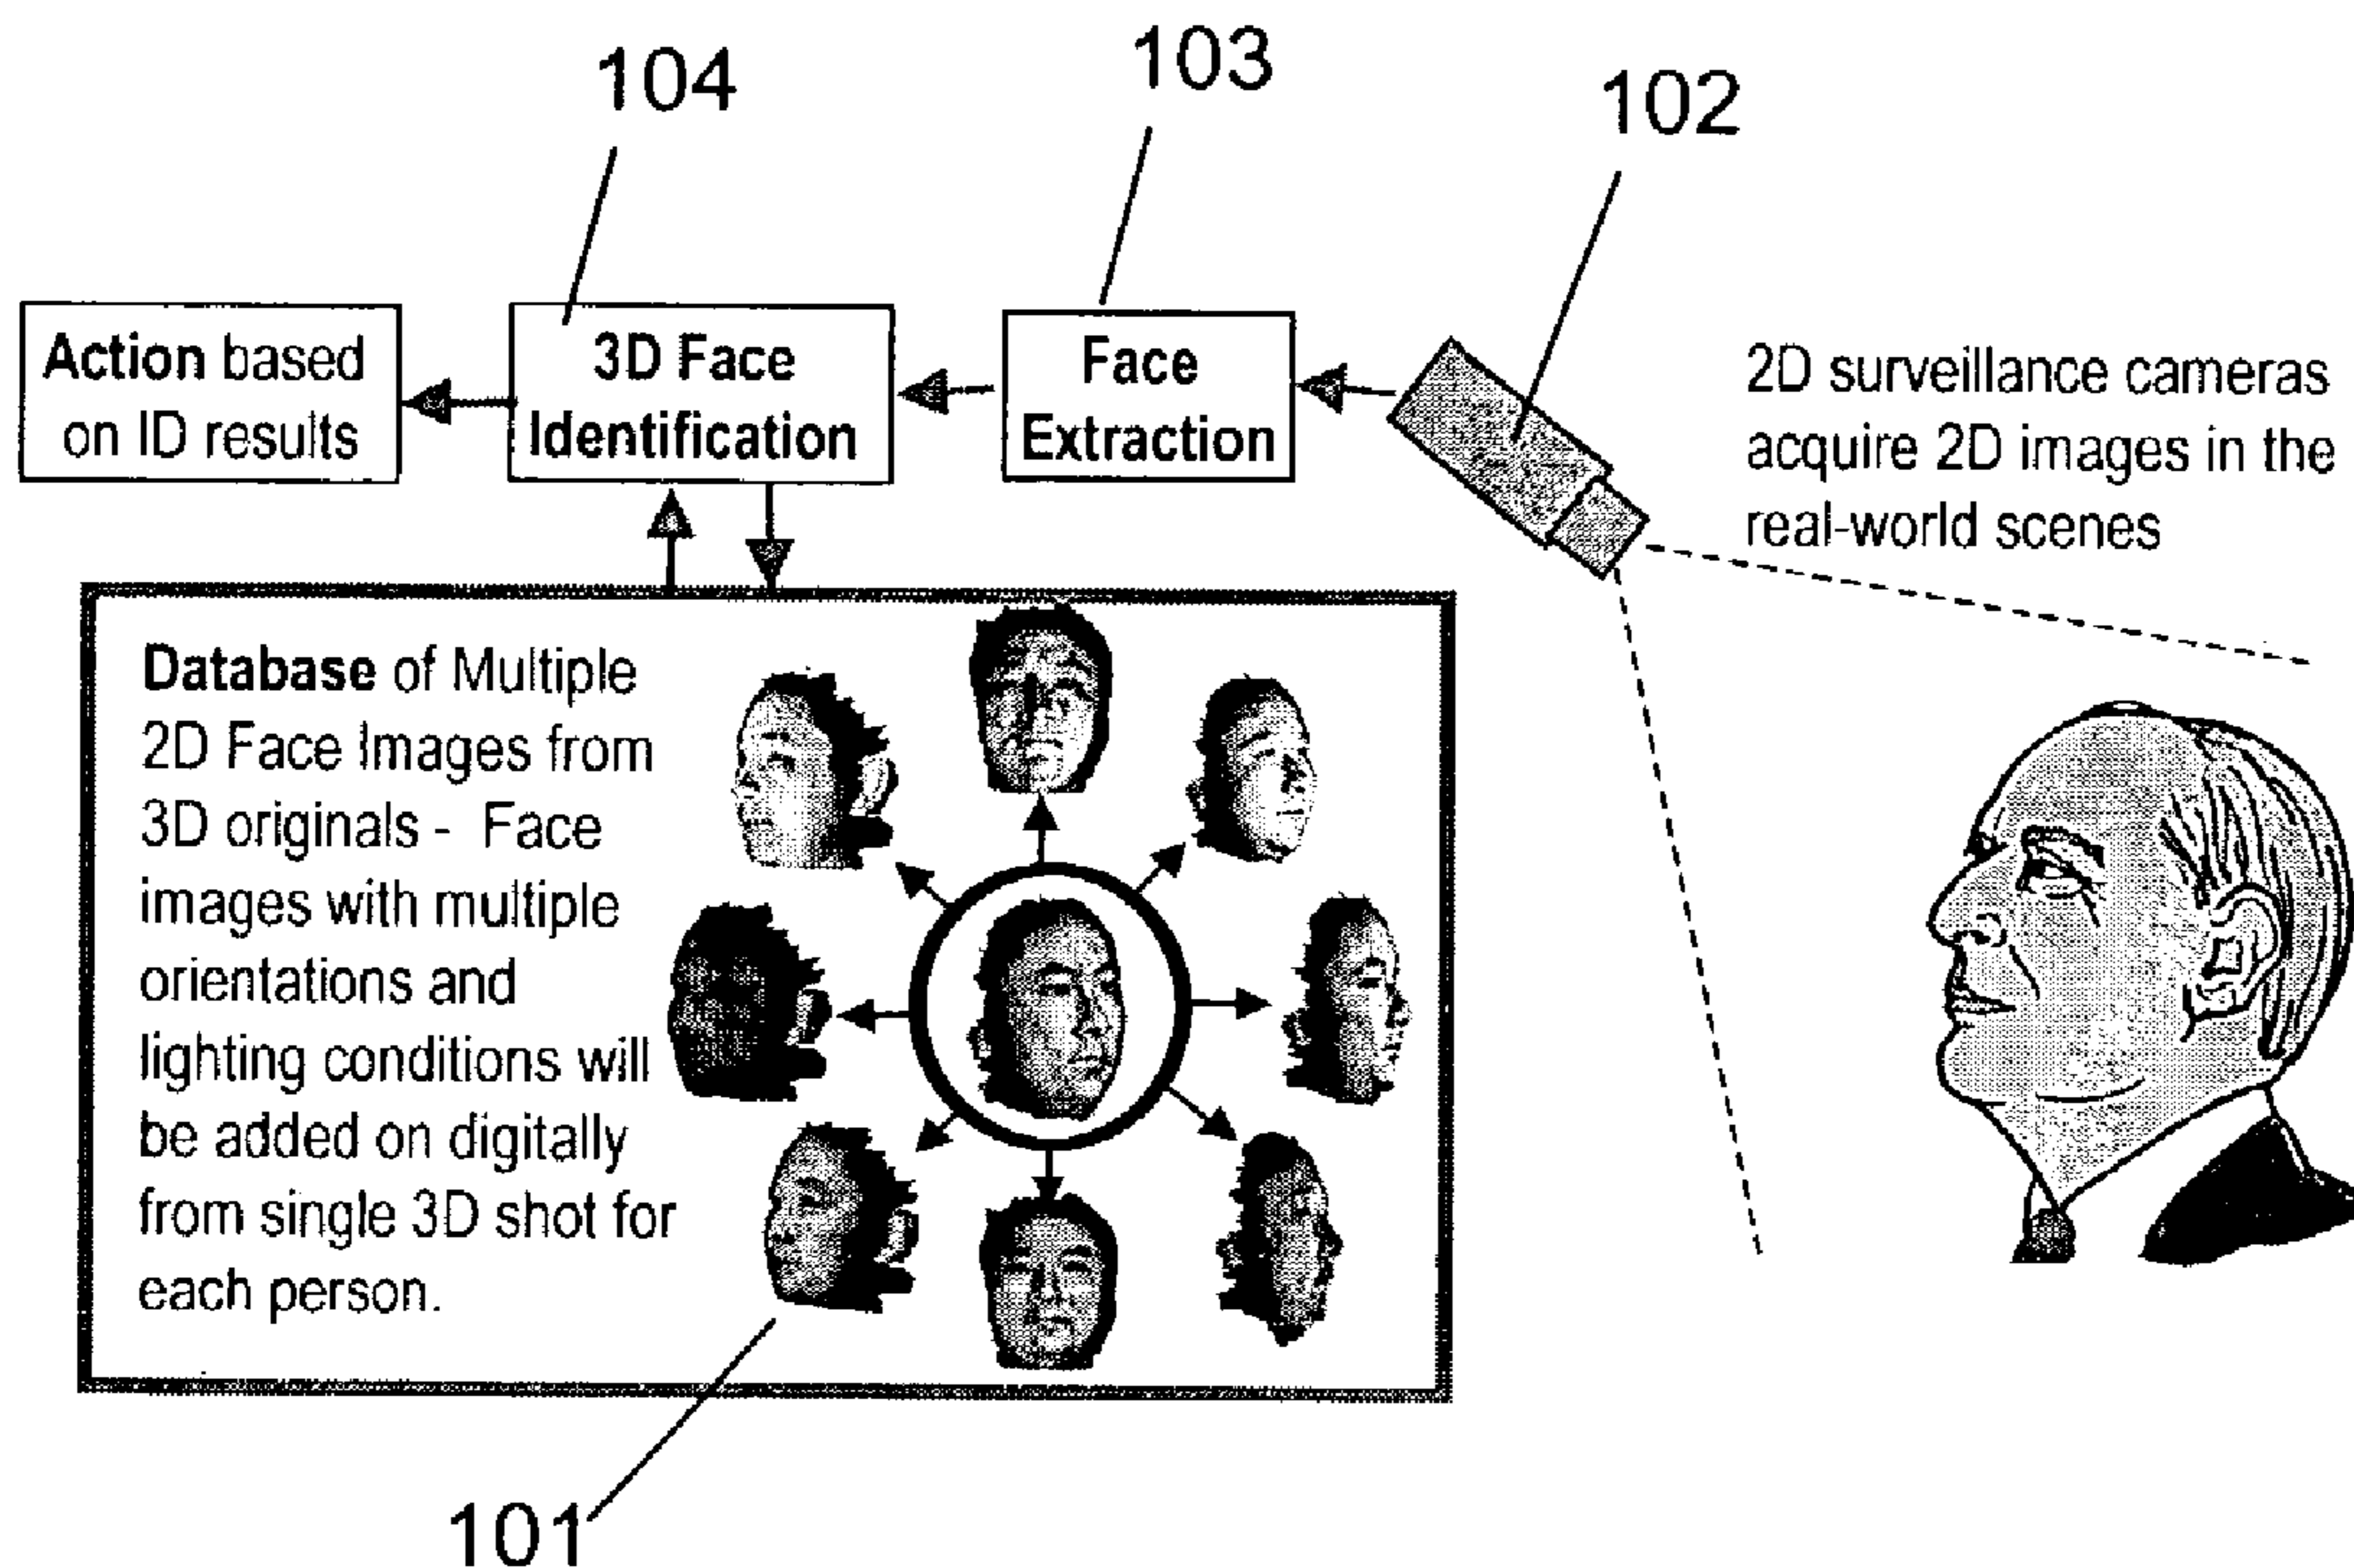 104
103
102
Action based
on ID results
3D Face
Identification
Face
Extraction
2D surveillance cameras
acquire 2D images in the
real-world scenes
Database of Multiple
2D Face Images from
3D originals - Face
images with multiple
orientations and
lighting conditions will
be added on digitally
from single 3D shot for
each person.
101